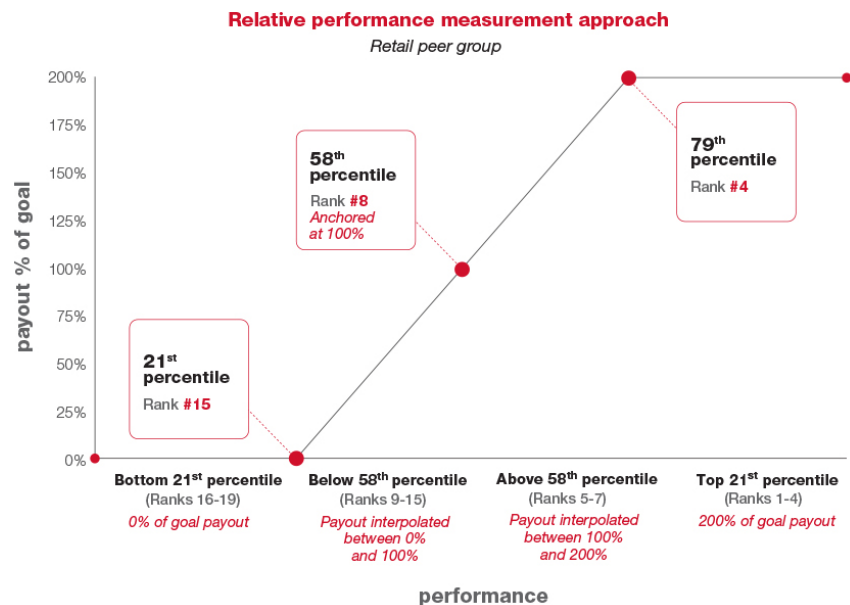 Relative performance measurement approach
Retail peer group
payout % of goal
200%
175%
150%
125%
100%
75%
50%
25%
0%
21st
percentile
Rank #15
58th
percentile
Rank #8
Anchored
at 100%
79th
percentile
Rank #4
Bottom 21st percentile
(Ranks 16-19)
0% of goal payout
Below 58th percentile
(Ranks 9-15)
Payout interpolated
between 0%
and 100%
Above 58th percentile
(Ranks 5-7)
Payout interpolated
between 100%
and 200%
Top 21st percentile
(Ranks 1-4)
200% of goal payout
performance